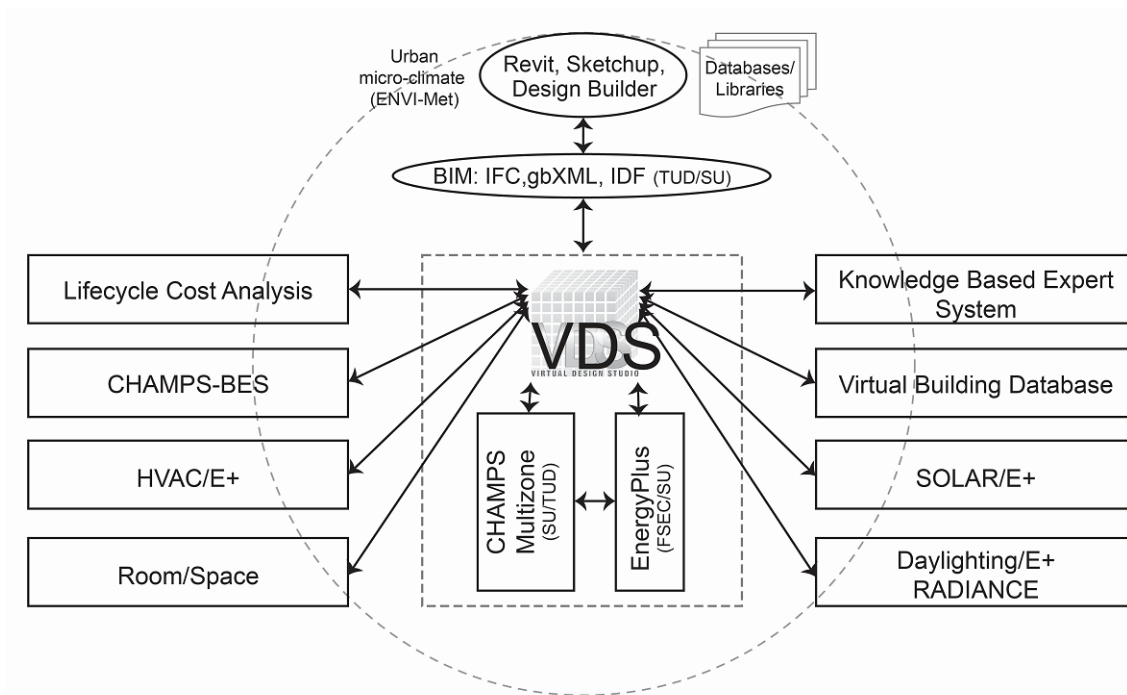 Urban
micro-climate
(ENVI-Met)
Revit, Sketchup,
Design Builder
Databases/
Libraries
BIM: IFC,gbXML, IDF (TUD/SU)
Lifecycle Cost Analysis
CHAMPS-BES
HVAC/E+
Room/Space
VDS
VIRTUAL DESIGN STUDIO
CHAMPS
Multizone
(SU/TUD)
EnergyPlus
(FSEC/SU)
Knowledge Based Expert
System
Virtual Building Database
SOLAR/E+
Daylighting/E+
RADIANCE